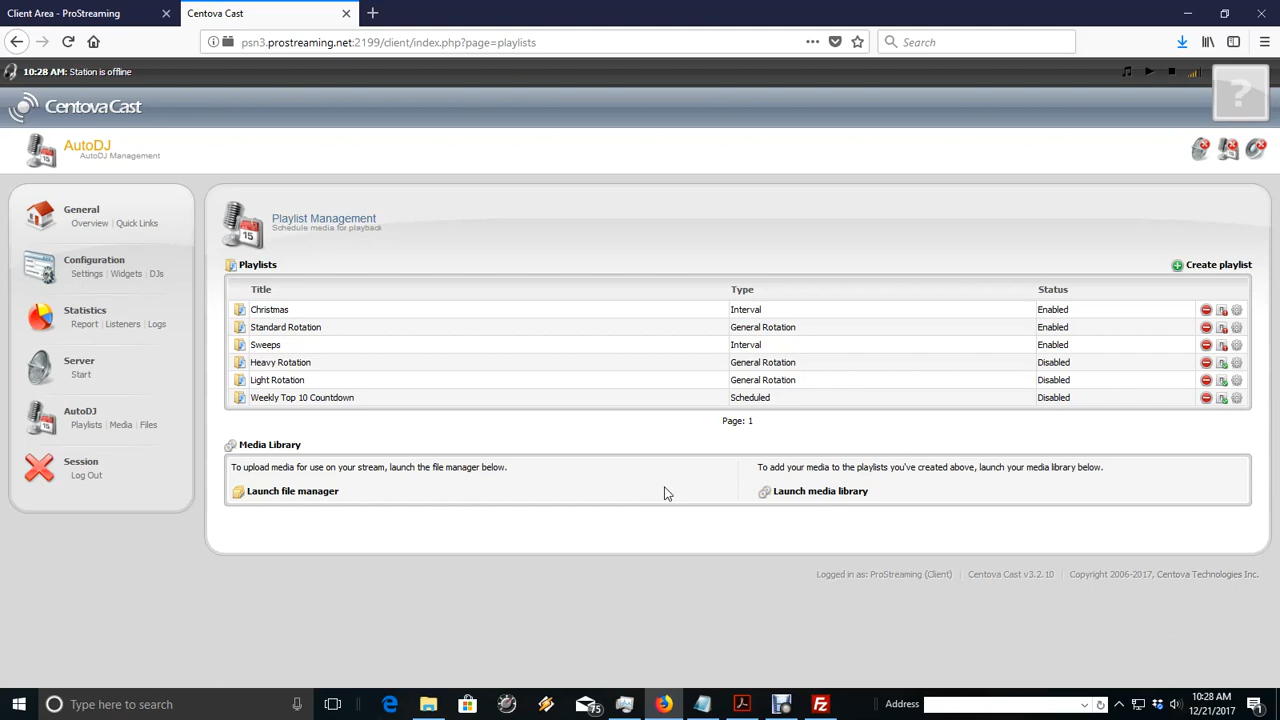 Client Area - ProStreaming
Centova Cast
psn3.prostreaming.net:2199/client/index.php?page=playlists
Search
10:28 AM: Station is offline
CentovaCast
?
AutoDJ
AutoDJ Management
General
Overview | Quick Links
Configuration
Settings | Widgets | DJs
Statistics
Report | Listeners | Logs
Server
Start
AutoDJ
Playlists | Media | Files
Session
Log Out
15
Playlist Management
Schedule media for playback
Playlists
Create playlist
Title Type Status
Christmas Interval Enabled
Standard Rotation General Rotation Enabled
Sweeps Interval Enabled
Heavy Rotation General Rotation Disabled
Light Rotation General Rotation Disabled
Weekly Top 10 Countdown Scheduled Disabled
Page: 1
Media Library
To upload media for use on your stream, launch the file manager below.
Launch file manager
To add your media to the playlists you've created above, launch your media library below.
Launch media library
Logged in as: ProStreaming (Client) | Centova Cast v3.2.10 | Copyright 2006-2017, Centova Technologies Inc.
Type here to search
75
Address
10:28 AM
12/21/2017
1